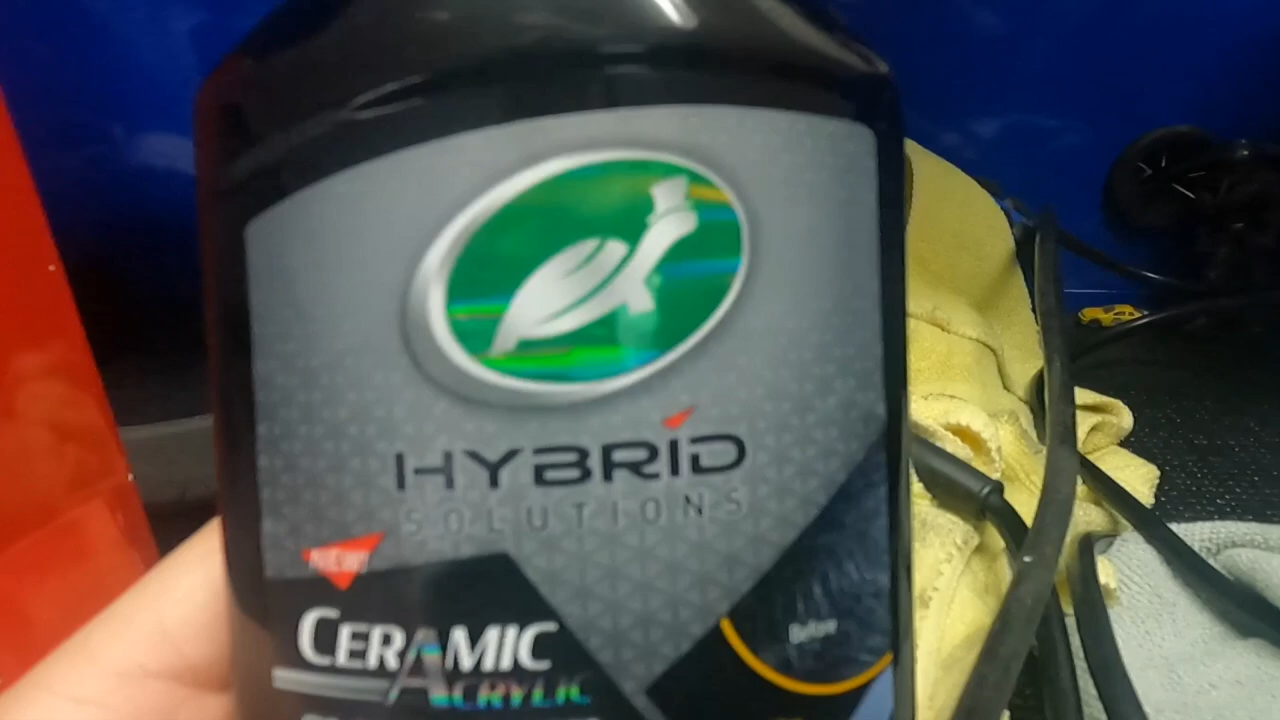 HYBRID
SOLUTIONS
NEW!
CERAMIC
ACRYLIC
Before